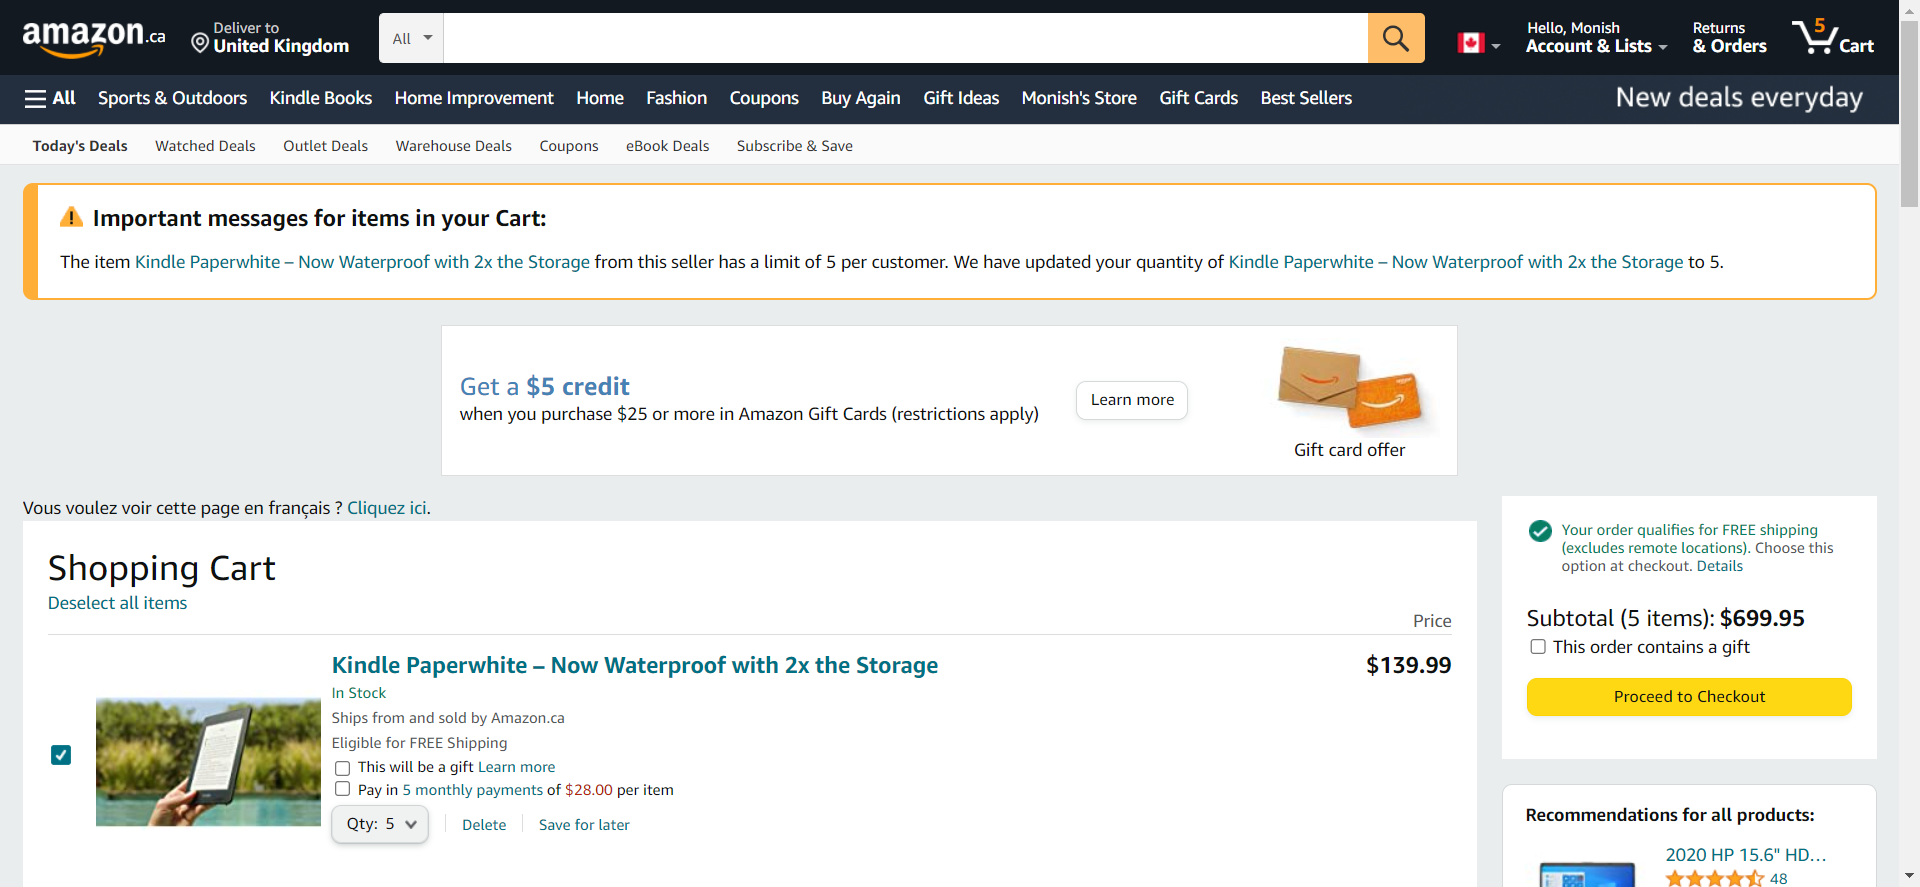 amazon.ca
Deliver to
United Kingdom
All
Hello, Monish
Account & Lists
Returns
& Orders
5
Cart
All
Sports & Outdoors
Kindle Books
Home Improvement
Home
Fashion
Coupons
Buy Again
Gift Ideas
Monish's Store
Gift Cards
Best Sellers
New deals everyday
Today's Deals
Watched Deals
Outlet Deals
Warehouse Deals
Coupons
eBook Deals
Subscribe & Save
Important messages for items in your Cart:
The item Kindle Paperwhite – Now Waterproof with 2x the Storage from this seller has a limit of 5 per customer. We have updated your quantity of Kindle Paperwhite – Now Waterproof with 2x the Storage to 5.
Get a $5 credit
when you purchase $25 or more in Amazon Gift Cards (restrictions apply)
Learn more
Gift card offer
Vous voulez voir cette page en français ? Cliquez ici.
Shopping Cart
Deselect all items
Price
Kindle Paperwhite – Now Waterproof with 2x the Storage
$139.99
In Stock
Ships from and sold by Amazon.ca
Eligible for FREE Shipping
This will be a gift Learn more
Pay in 5 monthly payments of $28.00 per item
Qty: 5
Delete
Save for later
Your order qualifies for FREE shipping
(excludes remote locations). Choose this
option at checkout. Details
Subtotal (5 items): $699.95
This order contains a gift
Proceed to Checkout
Recommendations for all products:
2020 HP 15.6" HD...
48